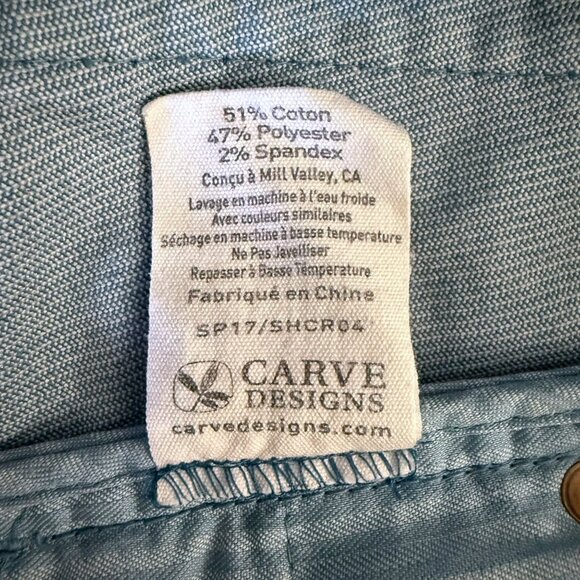 51% Coton
47% Polyester
2% Spandex
Conçu à Mill Valley, CA
Lavage en machine à l'eau froide
Avec couleurs similaires
Séchage en machine à basse temperature
Ne Pas Javelliser
Repasser à Basse Température
Fabriqué en Chine
SP17/SHCR04
CARVE
DESIGNS
carvedesigns.com